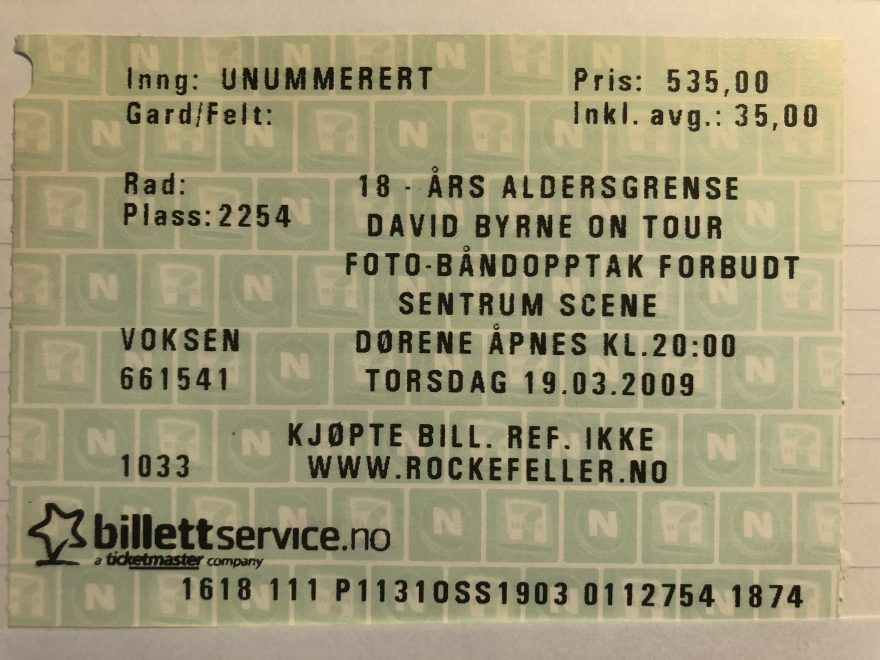 Inng: UNUMMERERT Pris: 535,00
Gard/Felt: Inkl. avg.: 35,00
Rad: 18 - ÅRS ALDERSGRENSE
Plass:2254 DAVID BYRNE ON TOUR
FOTO-BÅNDOPPTAK FORBUDT
SENTRUM SCENE
VOKSEN DØRENE ÅPNES KL.20:00
661541 TORSDAG 19.03.2009
KJØPTE BILL. REF. IKKE
1033 WWW.ROCKEFELLER.NO
billettservice.no
a ticketmaster company
1618 111 P1131OSS1903 0112754 1874